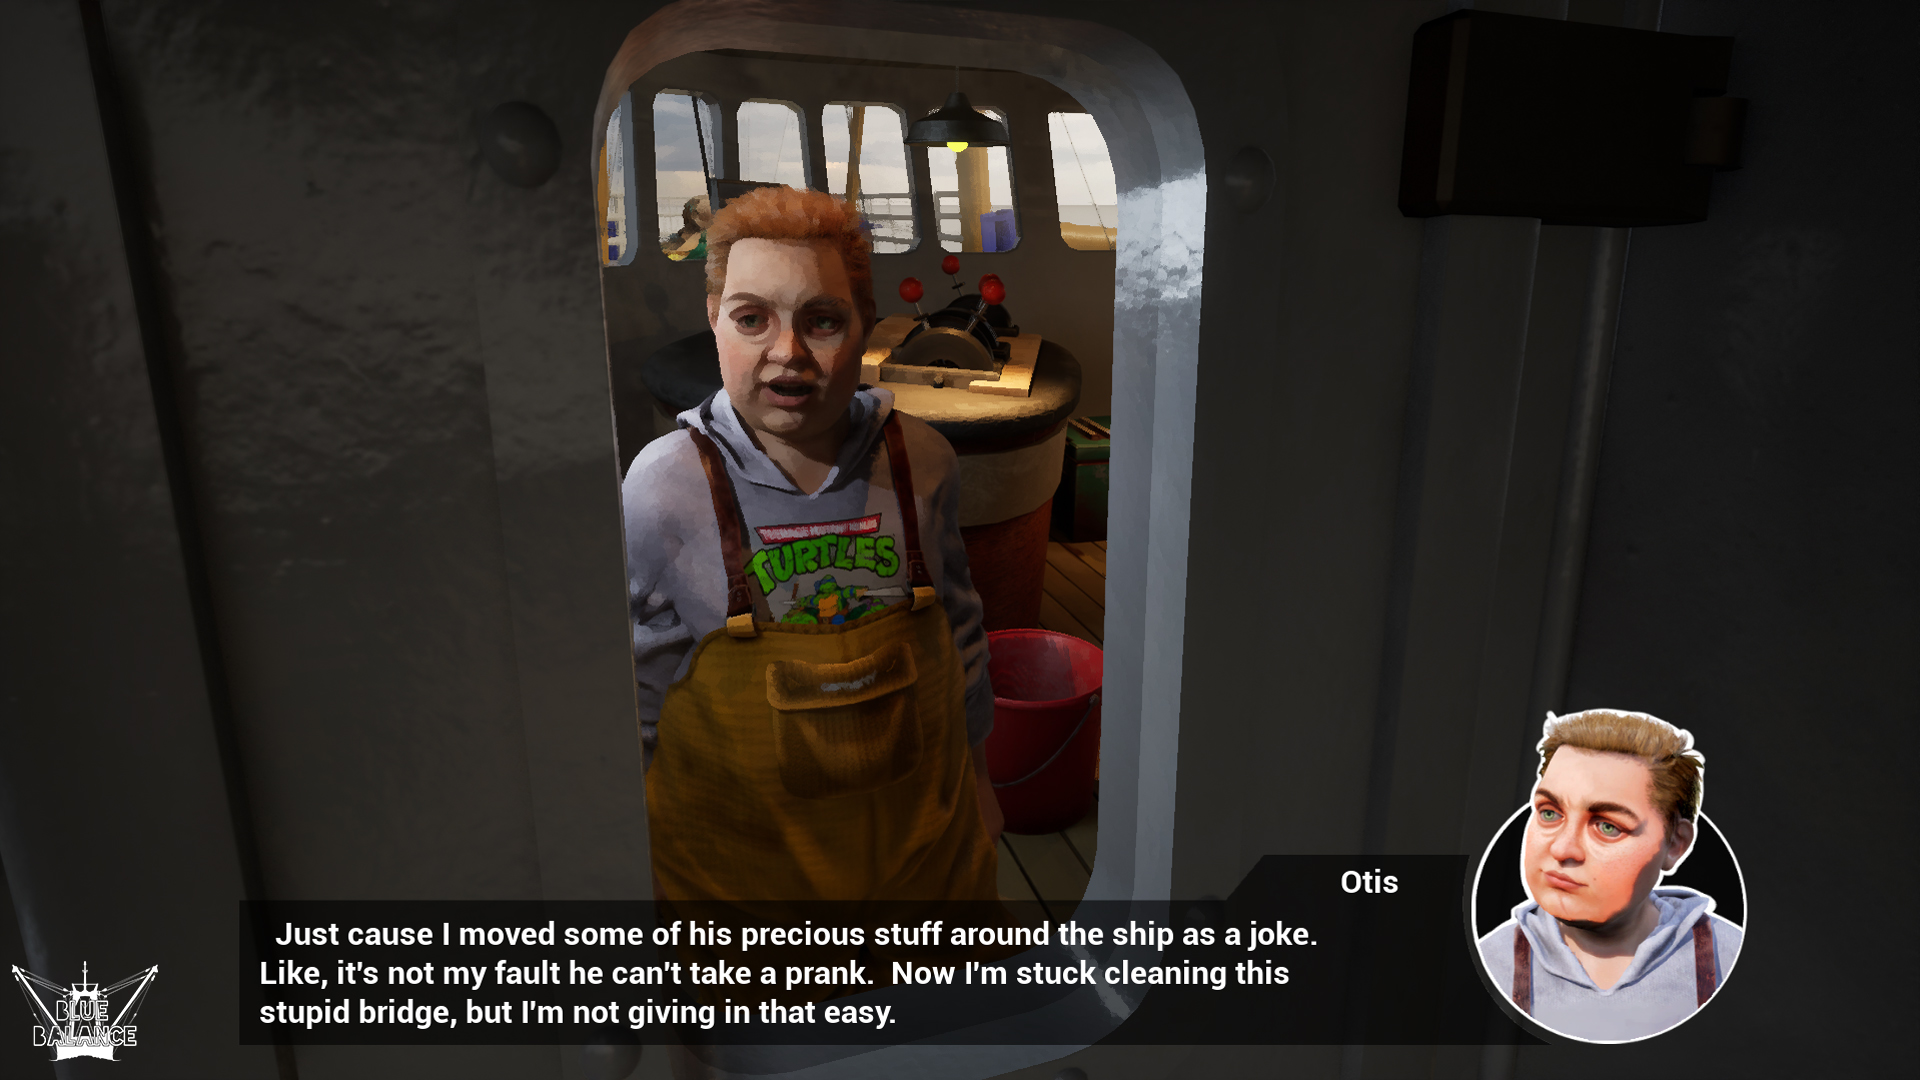 TURTLES
Otis
Just cause I moved some of his precious stuff around the ship as a joke.
Like, it's not my fault he can't take a prank.  Now I'm stuck cleaning this
stupid bridge, but I'm not giving in that easy.
BLUE
BALANCE